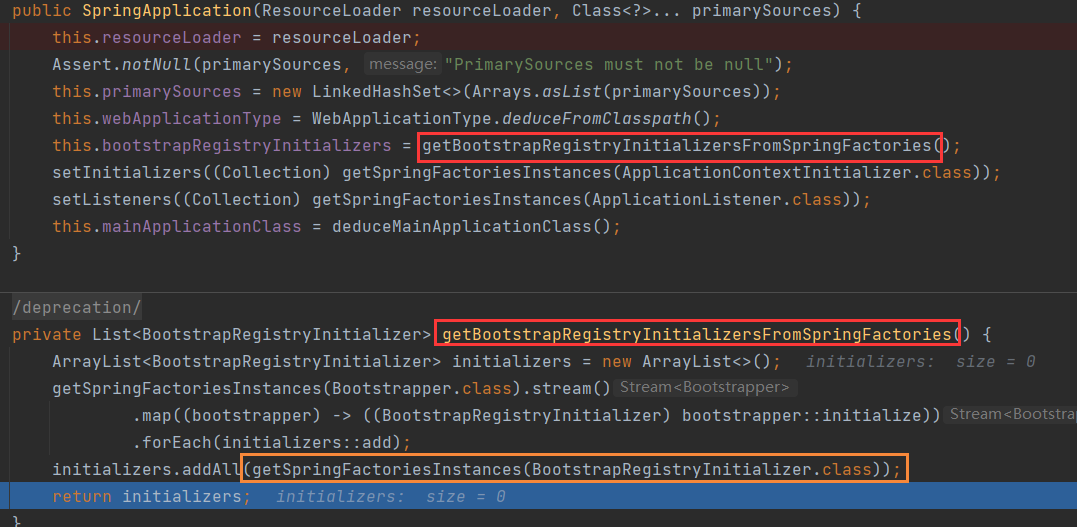 public SpringApplication(ResourceLoader resourceLoader, Class<?>... primarySources) {
this.resourceLoader = resourceLoader;
Assert.notNull(primarySources, message: "PrimarySources must not be null");
this.primarySources = new LinkedHashSet<>(Arrays.asList(primarySources));
this.webApplicationType = WebApplicationType.deduceFromClasspath();
this.bootstrapRegistryInitializers = getBootstrapRegistryInitializersFromSpringFactories();
setInitializers((Collection) getSpringFactoriesInstances(ApplicationContextInitializer.class));
setListeners((Collection) getSpringFactoriesInstances(ApplicationListener.class));
this.mainApplicationClass = deduceMainApplicationClass();
}
/deprecation/
private List<BootstrapRegistryInitializer> getBootstrapRegistryInitializersFromSpringFactories() {
ArrayList<BootstrapRegistryInitializer> initializers = new ArrayList<>(); initializers: size = 0
getSpringFactoriesInstances(Bootstrapper.class).stream() Stream<Bootstrapper>
.map((bootstrapper) -> ((BootstrapRegistryInitializer) bootstrapper::initialize)) Stream<Bootstrap
.forEach(initializers::add);
initializers.addAll(getSpringFactoriesInstances(BootstrapRegistryInitializer.class));
return initializers; initializers: size = 0
}